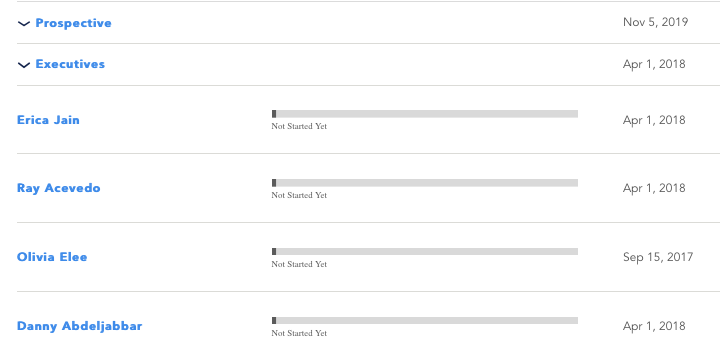 Prospective Nov 5, 2019
Executives Apr 1, 2018
Erica Jain Apr 1, 2018
Not Started Yet
Ray Acevedo Apr 1, 2018
Not Started Yet
Olivia Elee Sep 15, 2017
Not Started Yet
Danny Abdeljabbar Apr 1, 2018
Not Started Yet